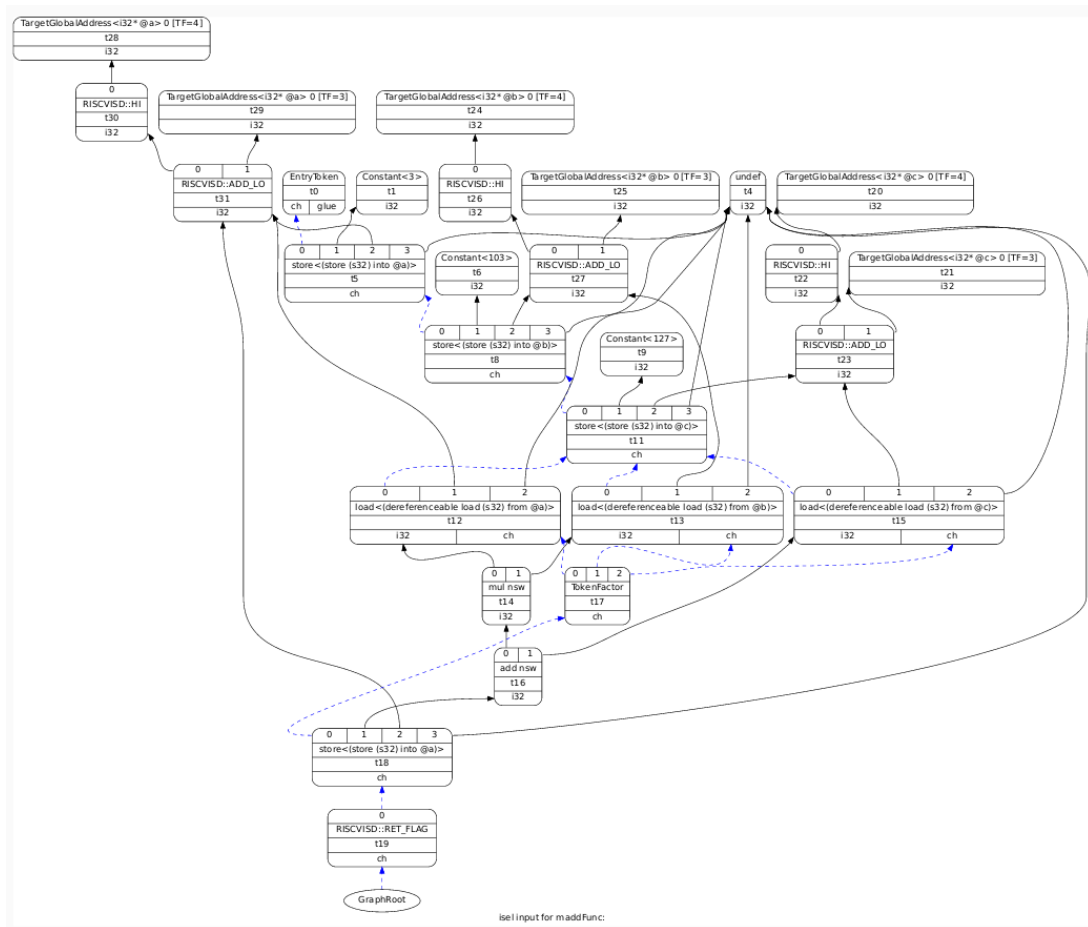 TargetGlobalAddress<i32* @a> 0 [TF=4]
t28
i32
0
RISCVISD::HI
t30
i32
TargetGlobalAddress<i32* @a> 0 [TF=3]
t29
i32
TargetGlobalAddress<i32* @b> 0 [TF=4]
t24
i32
0 1
RISCVISD::ADD_LO
t31
i32
EntryToken
t0
ch glue
Constant<3>
t1
i32
0
RISCVISD::HI
t26
i32
TargetGlobalAddress<i32* @b> 0 [TF=3]
t25
i32
undef
t4
i32
TargetGlobalAddress<i32* @c> 0 [TF=4]
t20
i32
0 1 2 3
store<(store (s32) into @a)>
t5
ch
Constant<103>
t6
i32
0 1
RISCVISD::ADD_LO
t27
i32
0
RISCVISD::HI
t22
i32
TargetGlobalAddress<i32* @c> 0 [TF=3]
t21
i32
0 1 2 3
store<(store (s32) into @b)>
t8
ch
Constant<127>
t9
i32
0 1
RISCVISD::ADD_LO
t23
i32
0 1 2 3
store<(store (s32) into @c)>
t11
ch
0 1 2
load<(dereferenceable load (s32) from @a)>
t12
i32 ch
0 1 2
load<(dereferenceable load (s32) from @b)>
t13
i32 ch
0 1 2
load<(dereferenceable load (s32) from @c)>
t15
i32 ch
0 1
mul nsw
t14
i32
0 1 2
TokenFactor
t17
ch
0 1
add nsw
t16
i32
0 1 2 3
store<(store (s32) into @a)>
t18
ch
0
RISCVISD::RET_FLAG
t19
ch
GraphRoot
isel input for maddFunc: